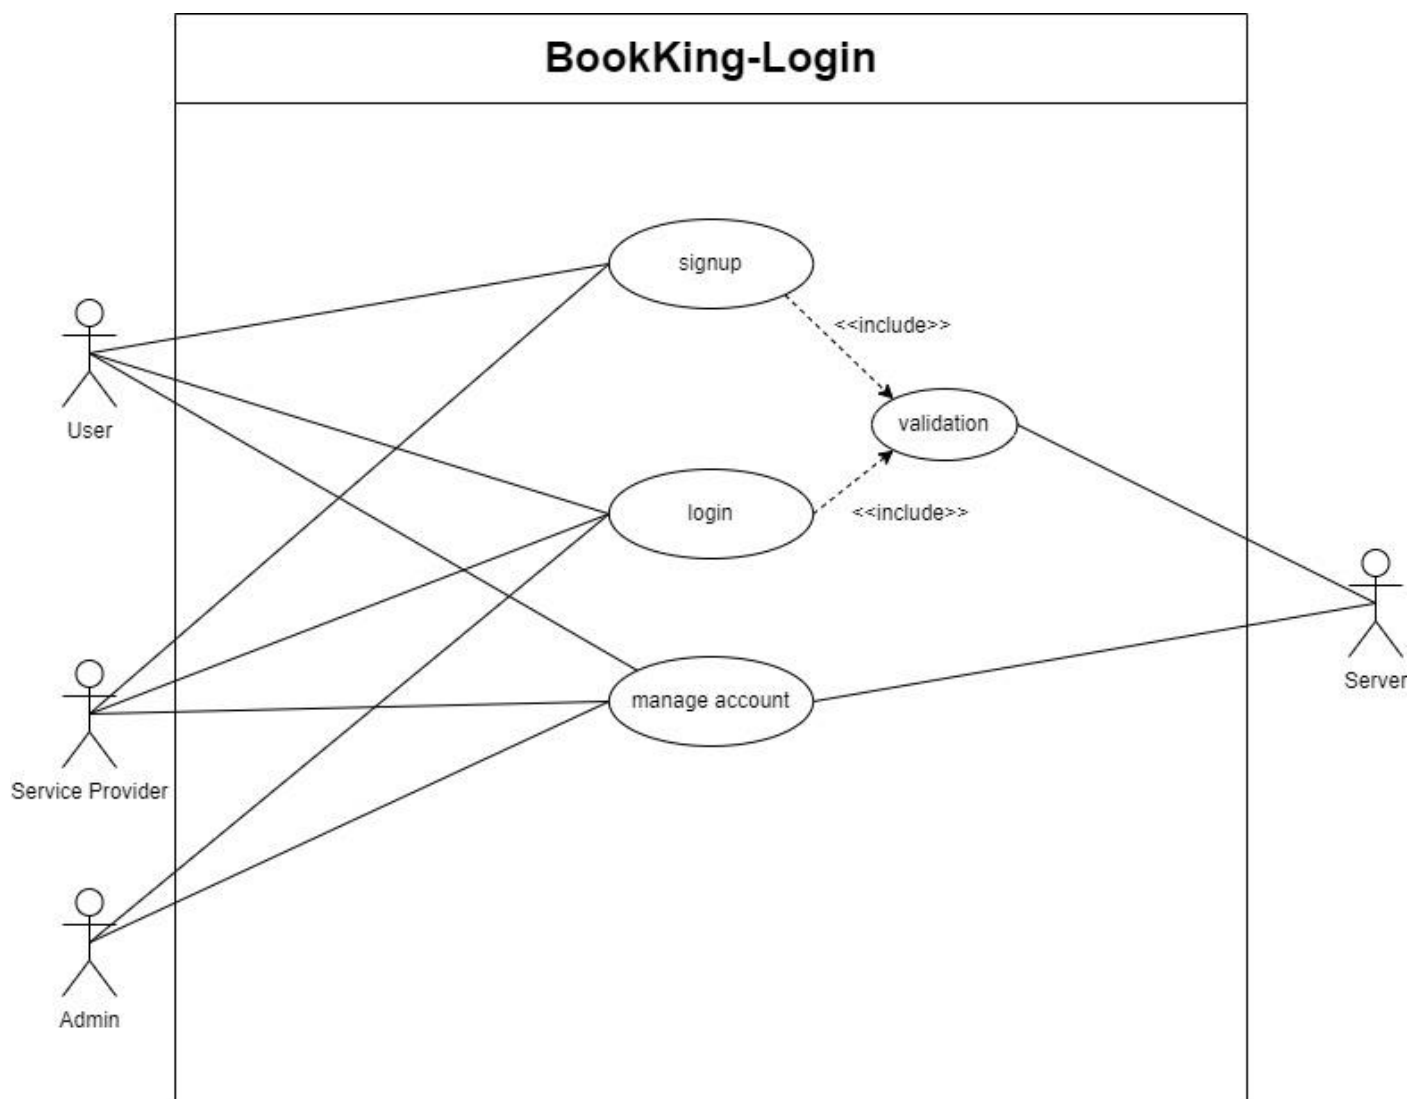 BookKing-Login
signup
<<include>>
User
validation
login
<<include>>
Server
manage account
Service Provider
Admin